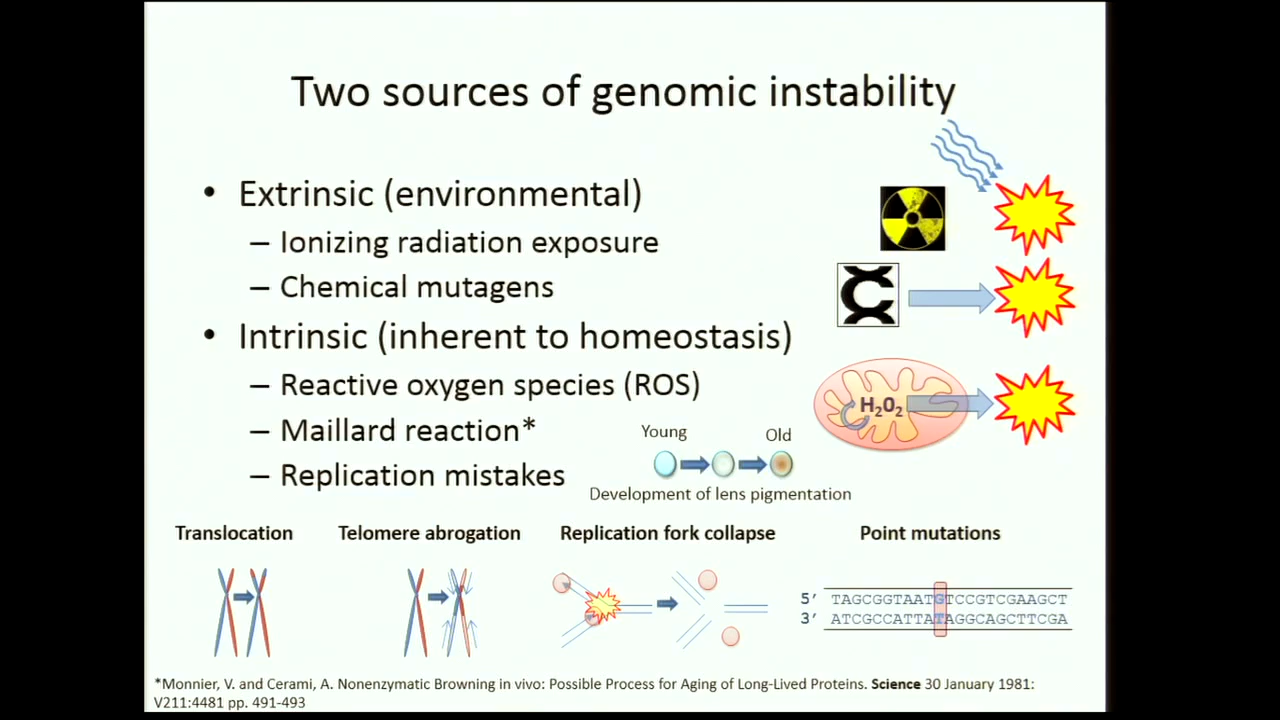 Two sources of genomic instability
• Extrinsic (environmental)
– Ionizing radiation exposure
– Chemical mutagens
• Intrinsic (inherent to homeostasis)
– Reactive oxygen species (ROS)
– Maillard reaction*
– Replication mistakes
H₂O₂
Young Old
Development of lens pigmentation
Translocation Telomere abrogation Replication fork collapse Point mutations
5′ TAGCGGTAATGTCCGTCGAAGCT
3′ ATCGCCATTATAGGCAGCTTCGA
*Monnier, V. and Cerami, A. Nonenzymatic Browning in vivo: Possible Process for Aging of Long-Lived Proteins. Science 30 January 1981:
V211:4481 pp. 491-493